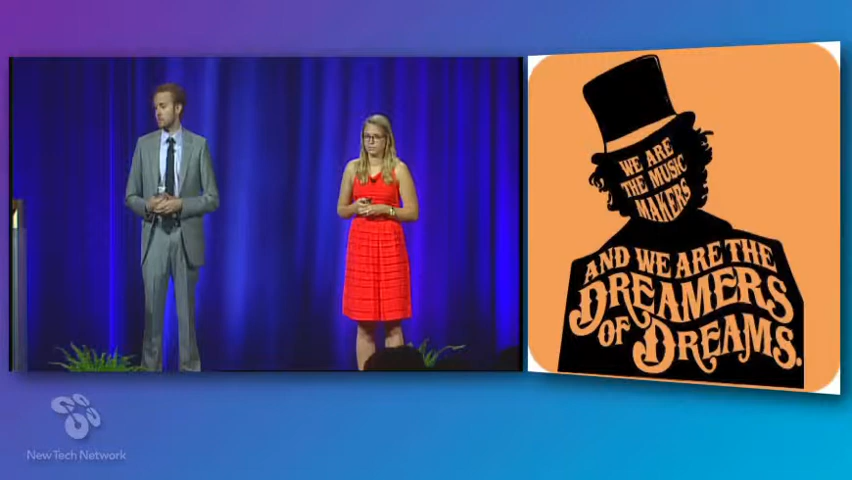 WE ARE
THE MUSIC
MAKERS
AND WE ARE THE
DREAMERS
OF DREAMS.
New Tech Network